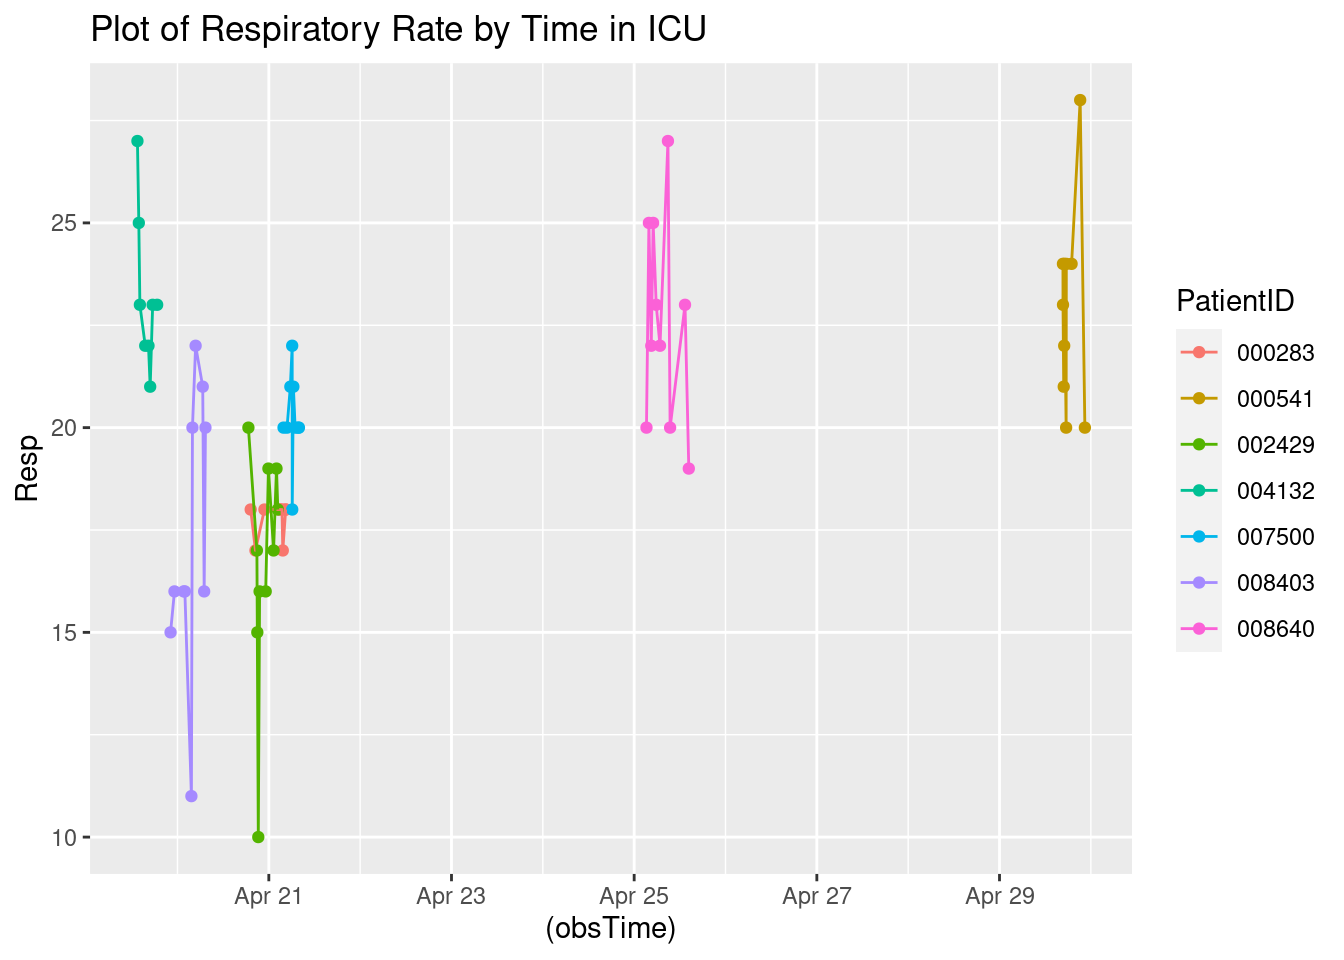 Plot of Respiratory Rate by Time in ICU
Resp
25
20
15
10
Apr 21
Apr 23
Apr 25
Apr 27
Apr 29
(obsTime)
PatientID
000283
000541
002429
004132
007500
008403
008640